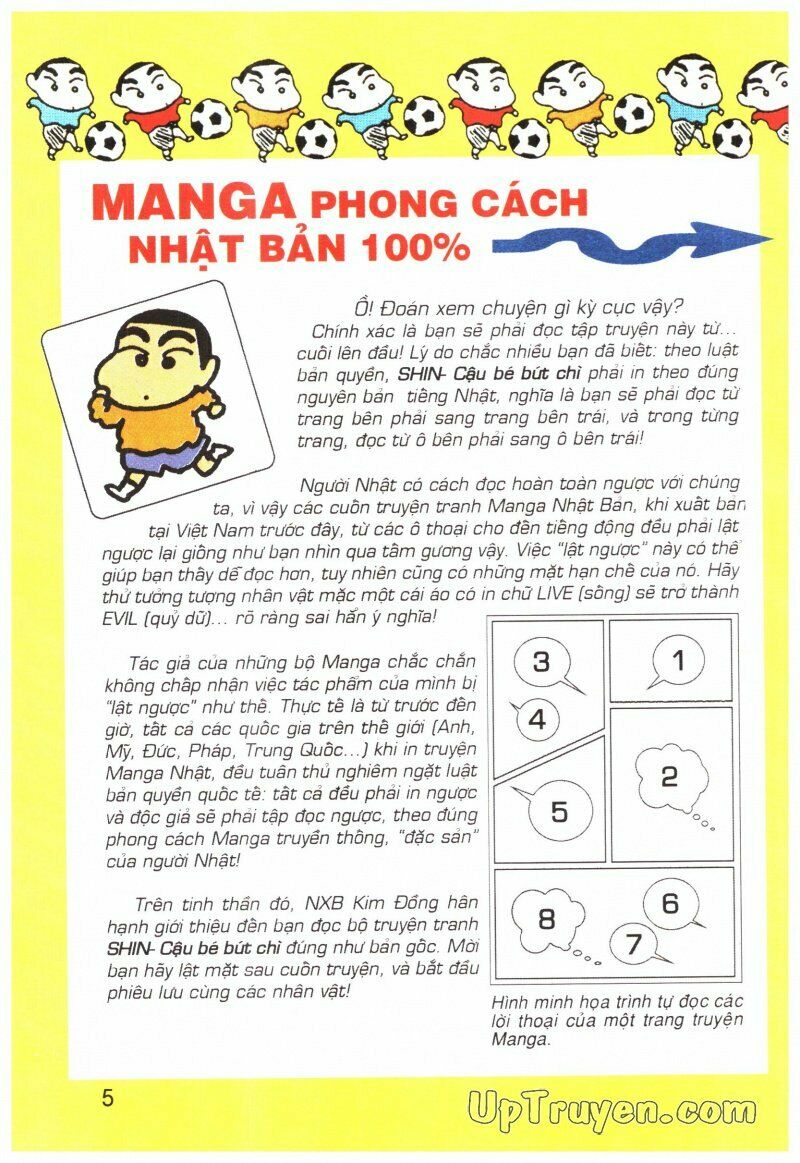 MANGA PHONG CÁCH
NHẬT BẢN 100%
Ồ! Đoán xem chuyện gì kỳ cục vậy?
Chính xác là bạn sẽ phải đọc tập truyện này từ...
cuối lên đầu! Lý do chắc nhiều bạn đã biết: theo luật
bản quyền, SHIN- Cậu bé bút chì phải in theo đúng
nguyên bản tiếng Nhật, nghĩa là bạn sẽ phải đọc từ
trang bên phải sang trang bên trái, và trong từng
trang, đọc từ ô bên phải sang ô bên trái!
Người Nhật có cách đọc hoàn toàn ngược với chúng
ta, vì vậy các cuốn truyện tranh Manga Nhật Bản, khi xuất bản
tại Việt Nam trước đây, từ các ô thoại cho đến tiếng động đều phải lật
ngược lại giống như bạn nhìn qua tấm gương vậy. Việc "lật ngược" này có thể
giúp bạn thấy dễ đọc hơn, tuy nhiên cũng có những mặt hạn chế của nó. Hãy
thử tưởng tượng nhân vật mặc một cái áo có in chữ LIVE (sống) sẽ trở thành
EVIL (quỷ dữ)... rõ ràng sai hẳn ý nghĩa!
Tác giả của những bộ Manga chắc chắn
không chấp nhận việc tác phẩm của mình bị
"lật ngược" như thế. Thực tế là từ trước đến
giờ, tất cả các quốc gia trên thế giới (Anh,
Mỹ, Đức, Pháp, Trung Quốc...) khi in truyện
Manga Nhật, đều tuân thủ nghiêm ngặt luật
bản quyền quốc tế: tất cả đều phải in ngược
và độc giả sẽ phải tập đọc ngược, theo đúng
phong cách Manga truyền thống, "đặc sản"
của người Nhật!
Trên tinh thần đó, NXB Kim Đồng hân
hạnh giới thiệu đến bạn đọc bộ truyện tranh
SHIN- Cậu bé bút chì đúng như bản gốc. Mời
bạn hãy lật mặt sau cuốn truyện, và bắt đầu
phiêu lưu cùng các nhân vật!
1
2
3
4
5
6
7
8
Hình minh họa trình tự đọc các
lời thoại của một trang truyện
Manga.
5
UpTruyen.com